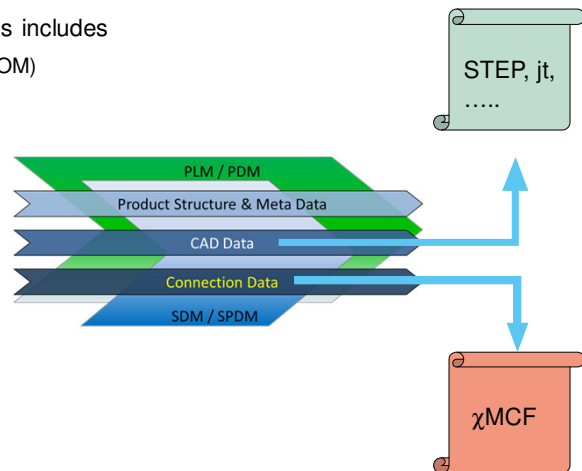 s includes
OM)
STEP, jt,
.....
PLM / PDM
Product Structure & Meta Data
CAD Data
Connection Data
SDM / SPDM
χMCF